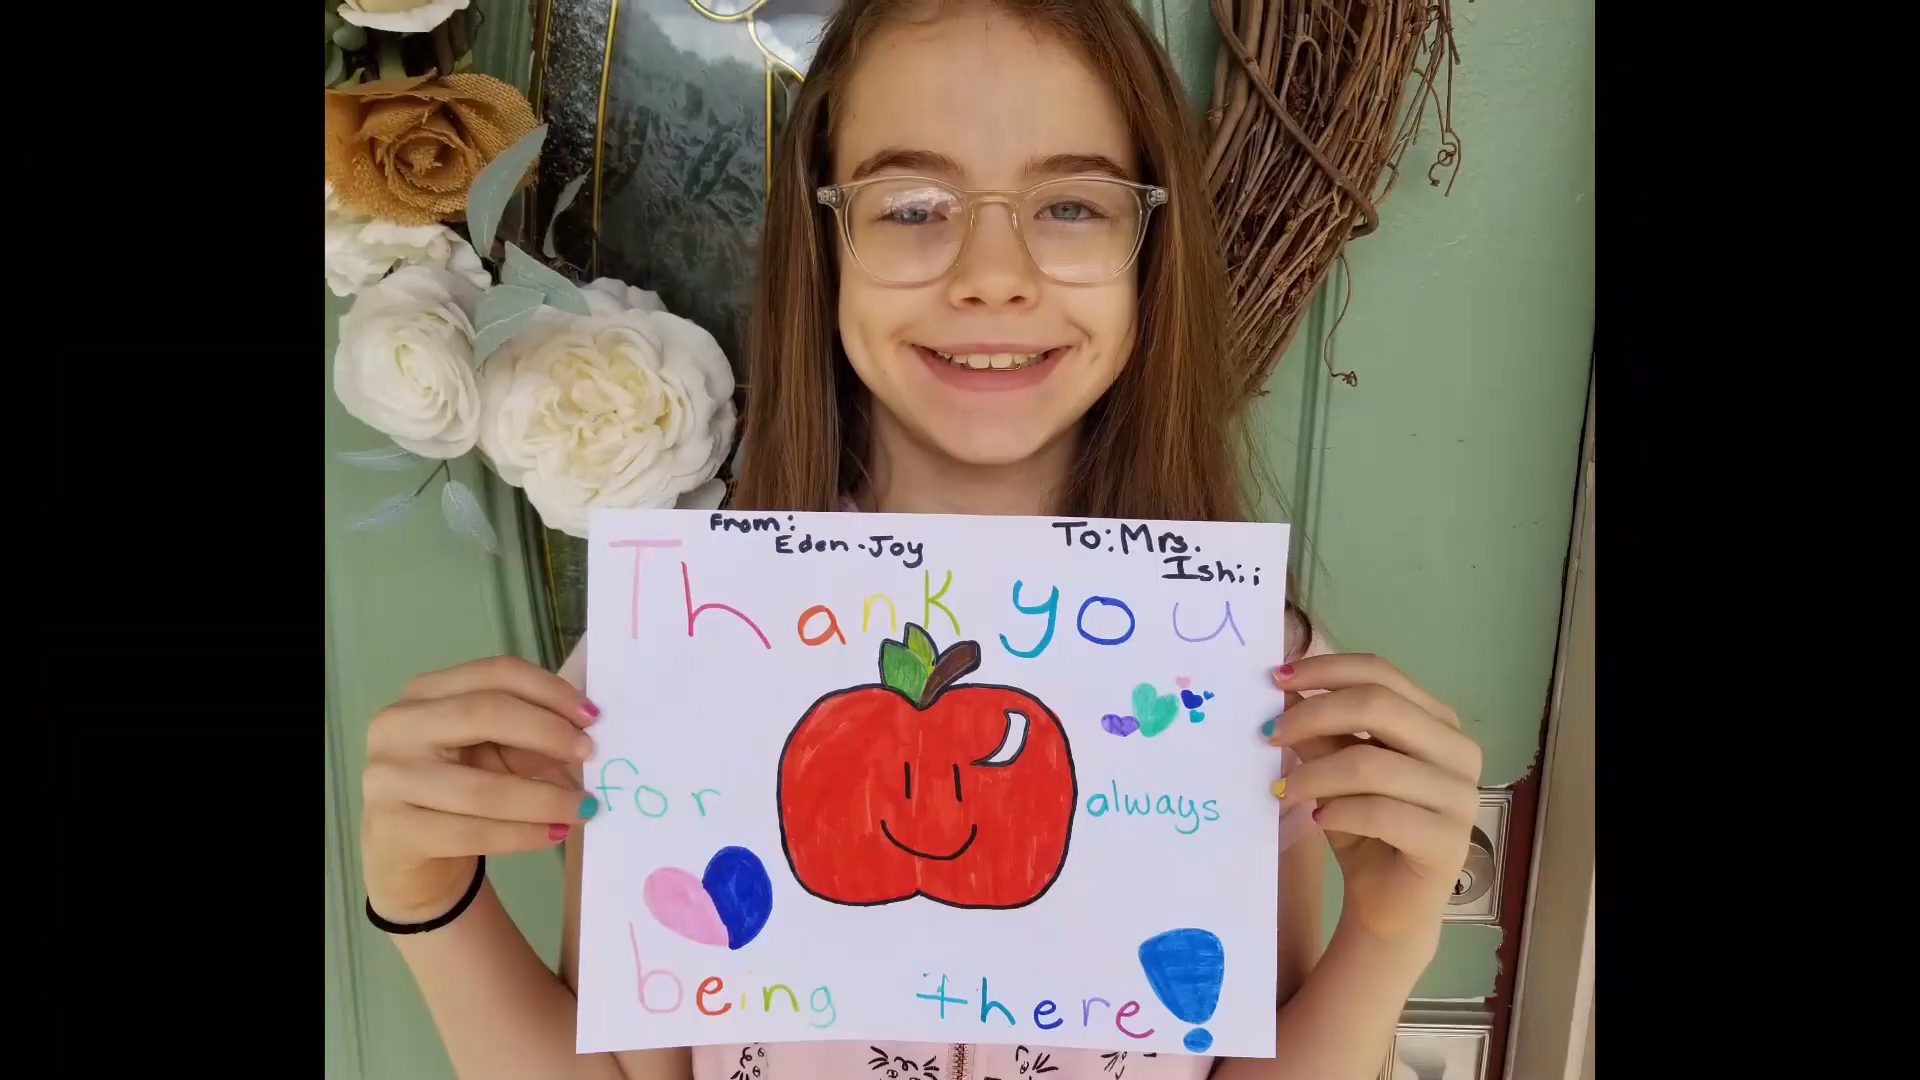 From:
Eden-Joy
To: Mrs.
Ishii
Thank you
for always
being there!